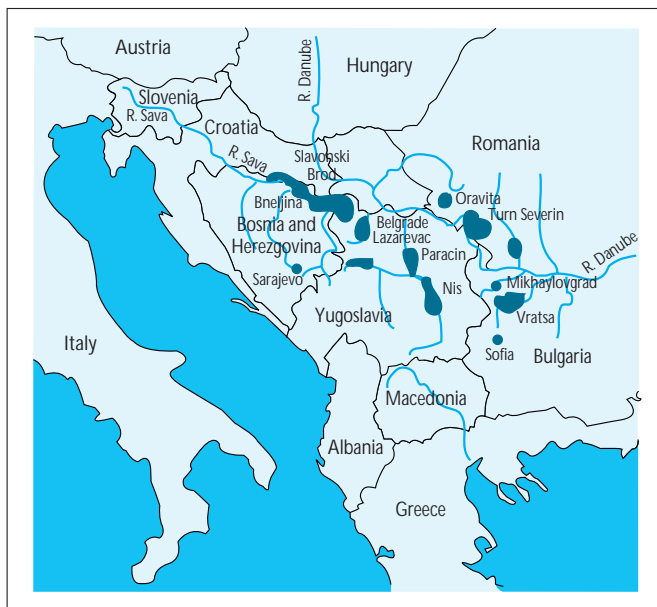 Austria
Hungary
R. Danube
Slovenia
R. Sava
Croatia
Romania
R. Sava
Slavonski
Brod
Oravita
Bneljina
Turn Severin
Bosnia and
Herezgovina
Belgrade
Lazarevac
Paracin
R. Danube
Sarajevo
Mikhaylovgrad
Nis
Yugoslavia
Vratsa
Italy
Sofia
Bulgaria
Macedonia
Albania
Greece